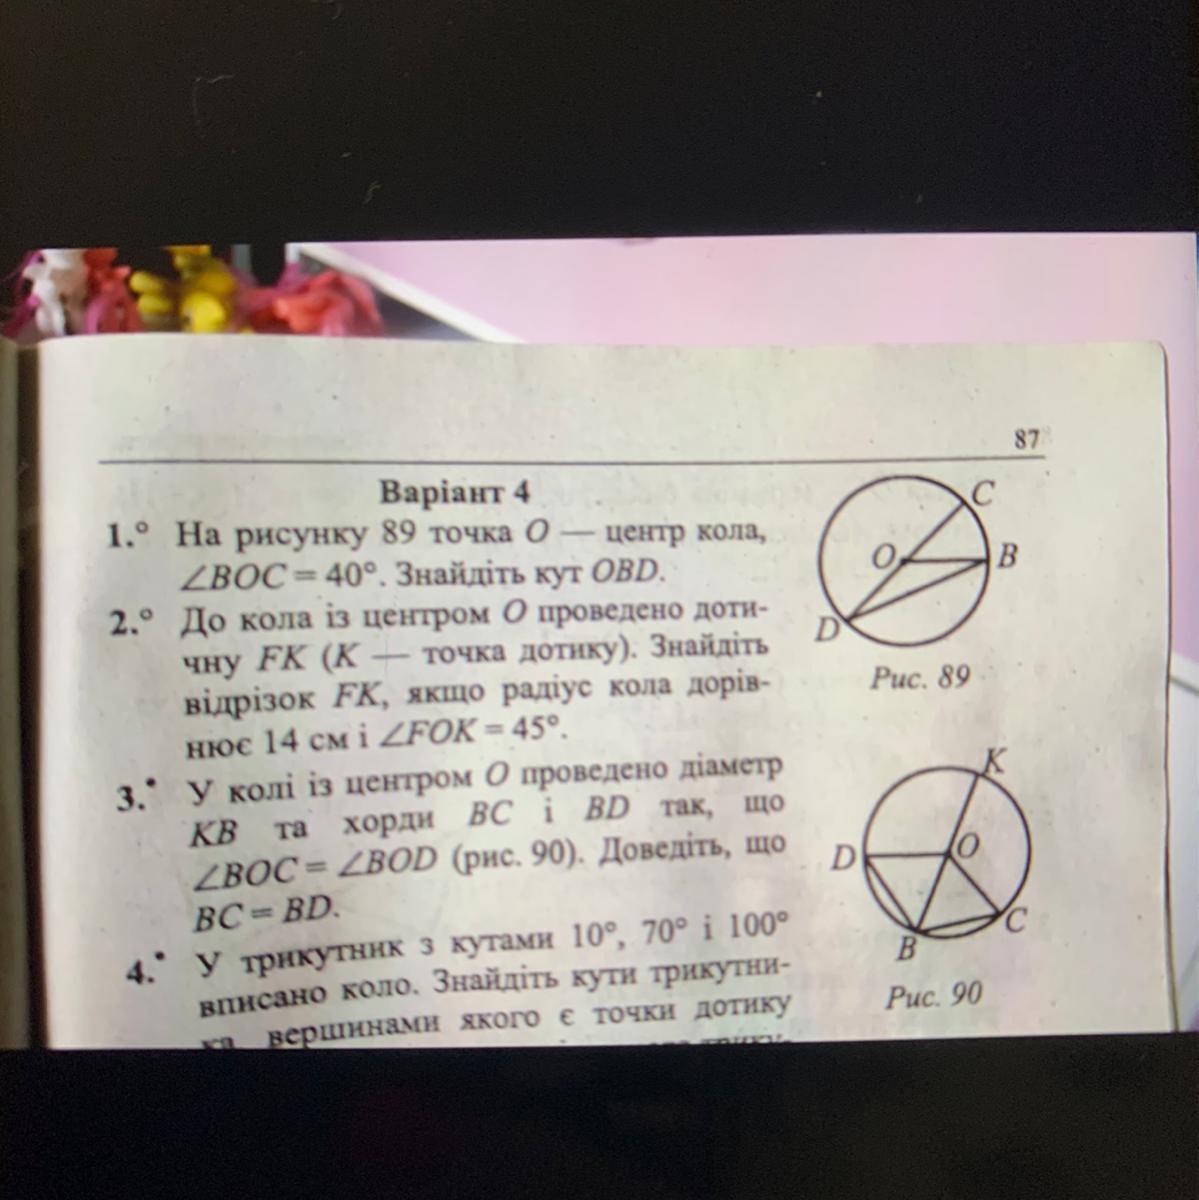 87
Варіант 4
1.° На рисунку 89 точка O — центр кола,
∠BOC = 40°. Знайдіть кут OBD.
2.° До кола із центром O проведено доти-
чну FK (K — точка дотику). Знайдіть
відрізок FK, якщо радіус кола дорів-
нює 14 см і ∠FOK = 45°.
3.• У колі із центром O проведено діаметр
KB та хорди BC і BD так, що
∠BOC = ∠BOD (рис. 90). Доведіть, що
BC = BD.
4.• У трикутник з кутами 10°, 70° і 100°
вписано коло. Знайдіть кути трикутни-
ка, вершинами якого є точки дотику
C
O
B
D
Рис. 89
K
D
O
C
B
Рис. 90